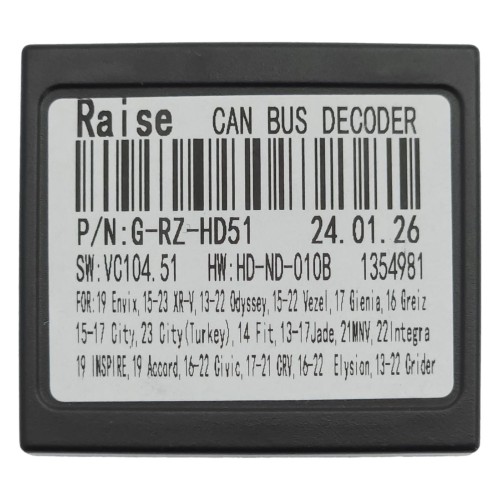 Raise CAN BUS DECODER
P/N:G-RZ-HD51 24.01.26
SW:VC104.51 HW:HD-ND-010B 1354981
FOR:19 Envix,15-23 XR-V,13-22 Odyssey,15-22 Vezel,17 Gienia,16 Greiz
15-17 City,23 City(Turkey),14 Fit,13-17Jade,21MNV,22Integra
19 INSPIRE,19 Accord,16-22 Civic,17-21 CRV,16-22 Elysion,13-22 Crider